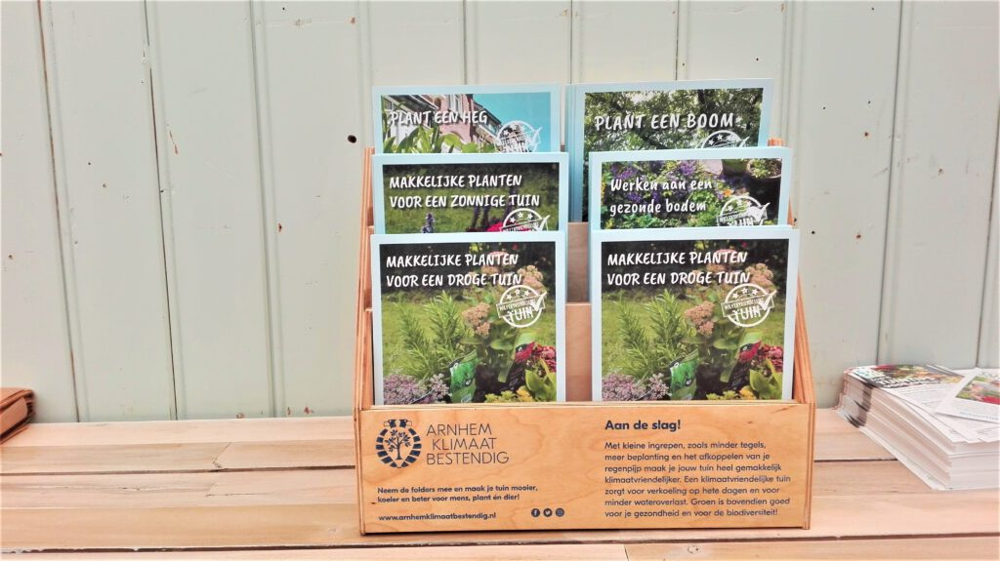 PLANT EEN HEG
PLANT EEN BOOM
MAKKELIJKE PLANTEN
VOOR EEN ZONNIGE TUIN
Werken aan een
gezonde bodem
TUIN
MAKKELIJKE PLANTEN
VOOR EEN DROGE TUIN
TUIN
MAKKELIJKE PLANTEN
VOOR EEN DROGE TUIN
TUIN
ARNHEM
KLIMAAT
BESTENDIG
Neem de folders mee en maak je tuin mooier,
koeler en beter voor mens, plant én dier!
www.arnhemklimaatbestendig.nl
Aan de slag!
Met kleine ingrepen, zoals minder tegels,
meer beplanting en het afkoppelen van je
regenpijp maak je jouw tuin heel gemakkelijk
klimaatvriendelijker. Een klimaatvriendelijke tuin
zorgt voor verkoeling op hete dagen en voor
minder wateroverlast. Groen is bovendien goed
voor je gezondheid en voor de biodiversiteit!